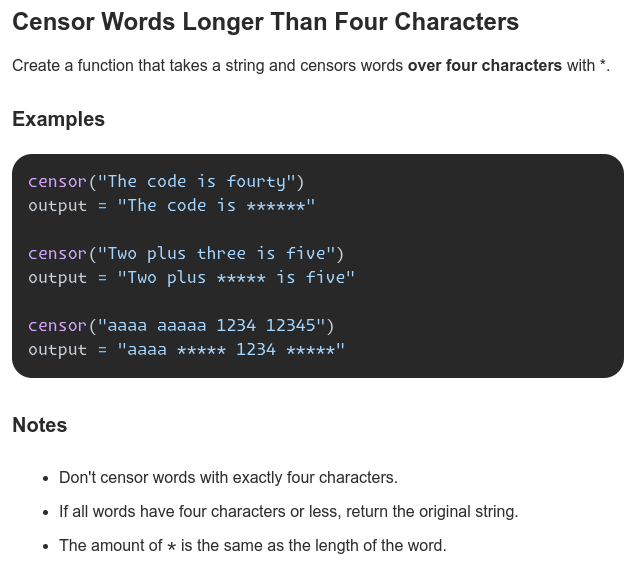 Censor Words Longer Than Four Characters
Create a function that takes a string and censors words over four characters with *.
Examples
censor("The code is fourty")
output = "The code is ******"
censor("Two plus three is five")
output = "Two plus ***** is five"
censor("aaaa aaaaa 1234 12345")
output = "aaaa ***** 1234 *****"
Notes
• Don't censor words with exactly four characters.
• If all words have four characters or less, return the original string.
• The amount of * is the same as the length of the word.